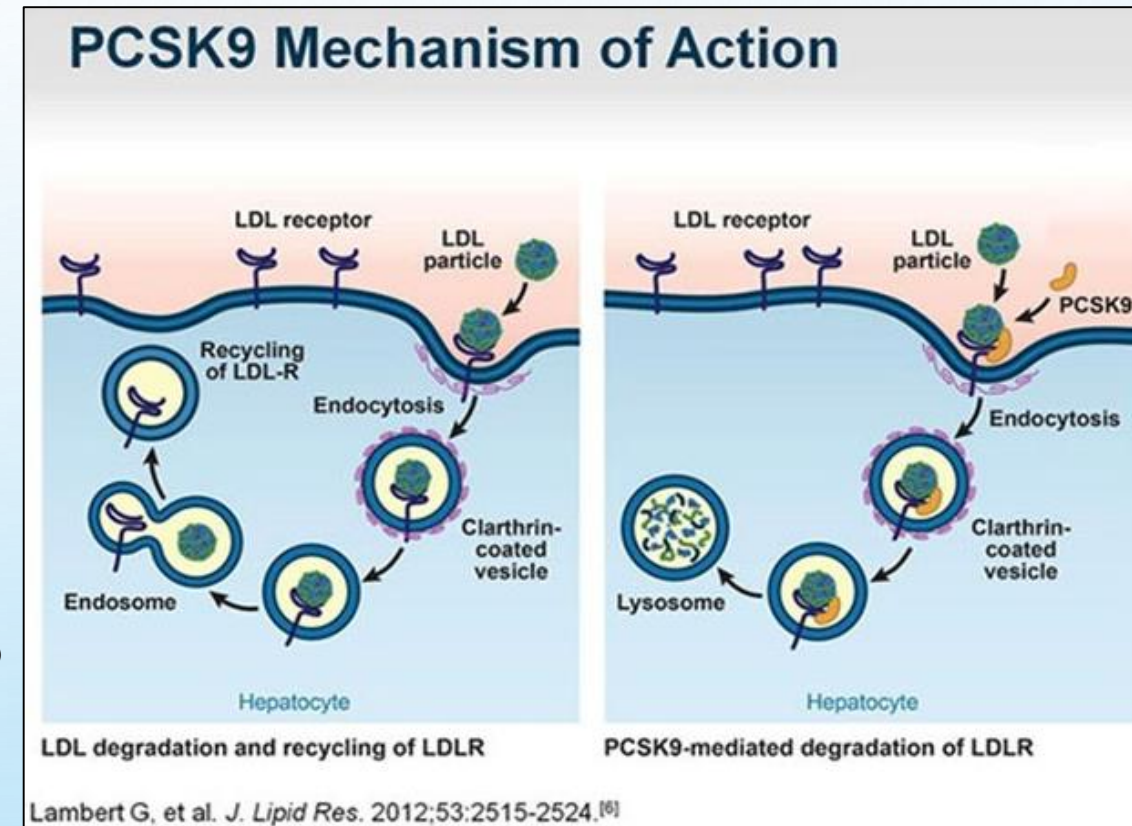 PCSK9 Mechanism of Action
LDL receptor
LDL
particle
Recycling
of LDL-R
Endocytosis
Clarthrin-
coated
vesicle
Endosome
Hepatocyte
LDL degradation and recycling of LDLR
LDL receptor
LDL
particle
PCSK9
Endocytosis
Clarthrin-
coated
vesicle
Lysosome
Hepatocyte
PCSK9-mediated degradation of LDLR
Lambert G, et al. J. Lipid Res. 2012;53:2515-2524.[6]